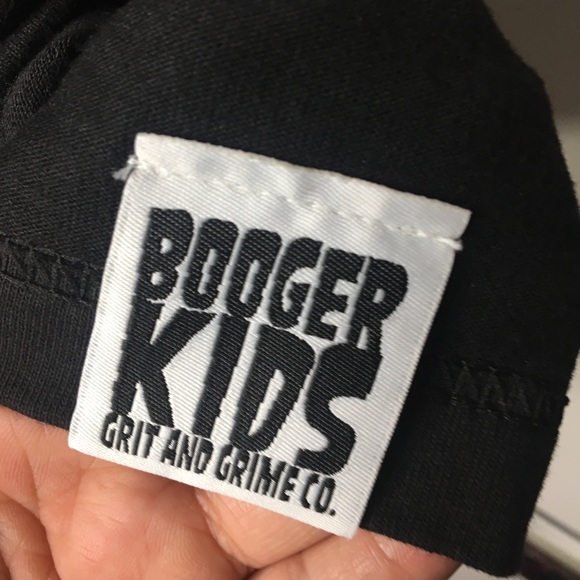 BOOGER
KIDS
GRIT AND GRIME CO.